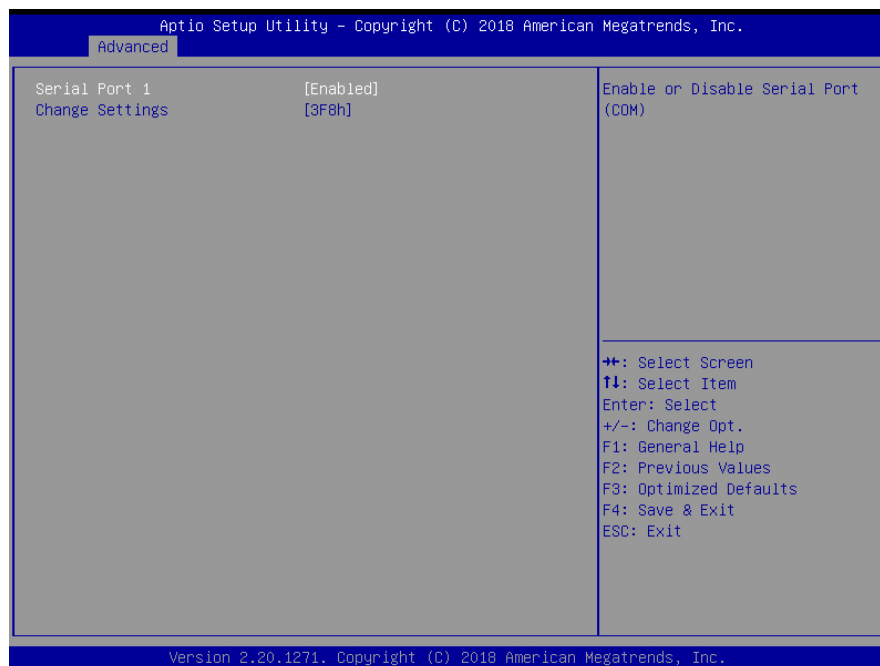 Aptio Setup Utility – Copyright (C) 2018 American Megatrends, Inc.
Advanced
Serial Port 1 [Enabled]
Change Settings [3F8h]
Enable or Disable Serial Port
(COM)
→←: Select Screen
↑↓: Select Item
Enter: Select
+/-: Change Opt.
F1: General Help
F2: Previous Values
F3: Optimized Defaults
F4: Save & Exit
ESC: Exit
Version 2.20.1271. Copyright (C) 2018 American Megatrends, Inc.